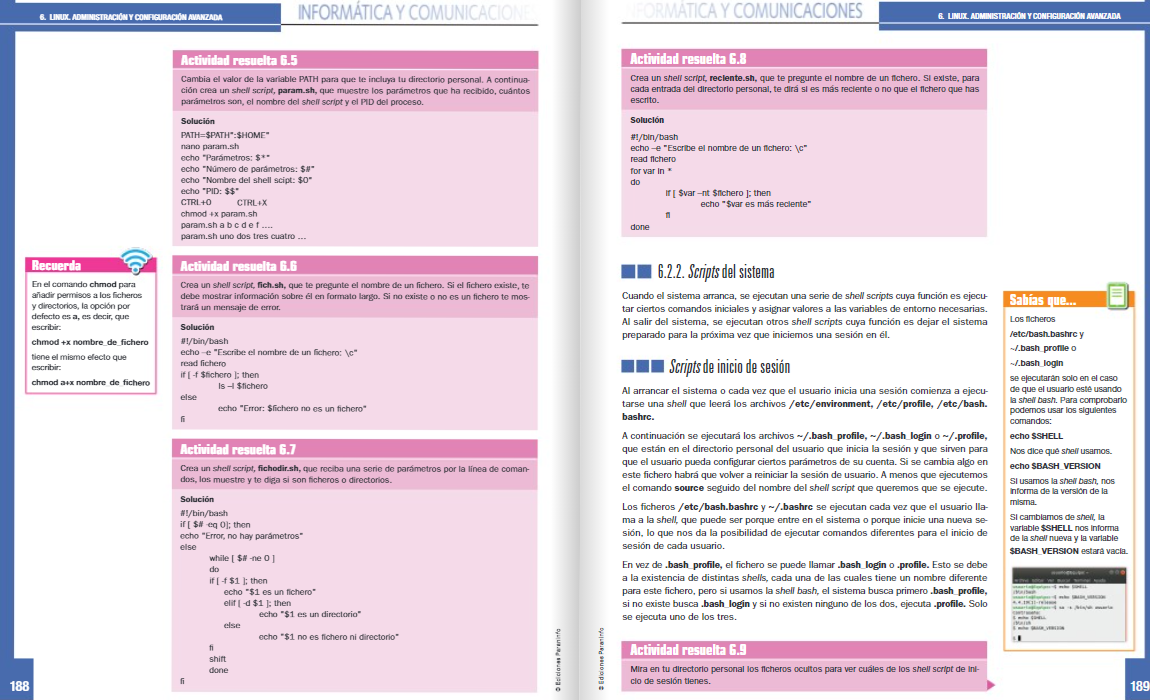 6. LINUX. ADMINISTRACIÓN Y CONFIGURACIÓN AVANZADA
INFORMÁTICA Y COMUNICACIONES
Actividad resuelta 6.5
Cambia el valor de la variable PATH para que te incluya tu directorio personal. A continua-
ción crea un shell script, param.sh, que muestre los parámetros que ha recibido, cuántos
parámetros son, el nombre del shell script y el PID del proceso.
Solución
PATH=$PATH":$HOME"
nano param.sh
echo "Parámetros: $*"
echo "Número de parámetros: $#"
echo "Nombre del shell scipt: $0"
echo "PID: $$"
CTRL+O CTRL+X
chmod +x param.sh
param.sh a b c d e f ....
param.sh uno dos tres cuatro ...
Recuerda
En el comando chmod para
añadir permisos a los ficheros
y directorios, la opción por
defecto es a, es decir, que
escribir:
chmod +x nombre_de_fichero
tiene el mismo efecto que
escribir:
chmod a+x nombre_de_fichero
Actividad resuelta 6.6
Crea un shell script, fich.sh, que te pregunte el nombre de un fichero. Si el fichero existe, te
debe mostrar información sobre él en formato largo. Si no existe o no es un fichero te mos-
trará un mensaje de error.
Solución
#!/bin/bash
echo –e "Escribe el nombre de un fichero: \c"
read fichero
if [ -f $fichero ]; then
ls –l $fichero
else
echo "Error: $fichero no es un fichero"
fi
Actividad resuelta 6.7
Crea un shell script, fichodir.sh, que reciba una serie de parámetros por la línea de coman-
dos, los muestre y te diga si son ficheros o directorios.
Solución
#!/bin/bash
if [ $# -eq 0]; then
echo "Error, no hay parámetros"
else
while [ $# -ne 0 ]
do
if [ -f $1 ]; then
echo "$1 es un fichero"
elif [ -d $1 ]; then
echo "$1 es un directorio"
else
echo "$1 no es fichero ni directorio"
fi
shift
done
fi
© Ediciones Paraninfo
188
INFORMÁTICA Y COMUNICACIONES
6. LINUX. ADMINISTRACIÓN Y CONFIGURACIÓN AVANZADA
Actividad resuelta 6.8
Crea un shell script, reciente.sh, que te pregunte el nombre de un fichero. Si existe, para
cada entrada del directorio personal, te dirá si es más reciente o no que el fichero que has
escrito.
Solución
#!/bin/bash
echo –e "Escribe el nombre de un fichero: \c"
read fichero
for var in *
do
if [ $var –nt $fichero ]; then
echo "$var es más reciente"
fi
done
6.2.2. Scripts del sistema
Cuando el sistema arranca, se ejecutan una serie de shell scripts cuya función es ejecu-
tar ciertos comandos iniciales y asignar valores a las variables de entorno necesarias.
Al salir del sistema, se ejecutan otros shell scripts cuya función es dejar el sistema
preparado para la próxima vez que iniciemos una sesión en él.
Scripts de inicio de sesión
Al arrancar el sistema o cada vez que el usuario inicia una sesión comienza a ejecu-
tarse una shell que leerá los archivos /etc/environment, /etc/profile, /etc/bash.
bashrc.
A continuación se ejecutará los archivos ~/.bash_profile, ~/.bash_login o ~/.profile,
que están en el directorio personal del usuario que inicia la sesión y que sirven para
que el usuario pueda configurar ciertos parámetros de su cuenta. Si se cambia algo en
este fichero habrá que volver a reiniciar la sesión de usuario. A menos que ejecutemos
el comando source seguido del nombre del shell script que queremos que se ejecute.
Los ficheros /etc/bash.bashrc y ~/.bashrc se ejecutan cada vez que el usuario lla-
ma a la shell, que puede ser porque entre en el sistema o porque inicie una nueva se-
sión, lo que nos da la posibilidad de ejecutar comandos diferentes para el inicio de
sesión de cada usuario.
En vez de .bash_profile, el fichero se puede llamar .bash_login o .profile. Esto se debe
a la existencia de distintas shells, cada una de las cuales tiene un nombre diferente
para este fichero, pero si usamos la shell bash, el sistema busca primero .bash_profile,
si no existe busca .bash_login y si no existen ninguno de los dos, ejecuta .profile. Solo
se ejecuta uno de los tres.
Actividad resuelta 6.9
Mira en tu directorio personal los ficheros ocultos para ver cuáles de los shell script de ini-
cio de sesión tienes.
Sabías que...
Los ficheros
/etc/bash.bashrc y
~/.bash_profile o
~/.bash_login
se ejecutarán solo en el caso
de que el usuario esté usando
la shell bash. Para comprobarlo
podemos usar los siguientes
comandos:
echo $SHELL
Nos dice qué shell usamos.
echo $BASH_VERSION
Si usamos la shell bash, nos
informa de la versión de la
misma.
Si cambiamos de shell, la
variable $SHELL nos informa
de la shell nueva y la variable
$BASH_VERSION estará vacía.
© Ediciones Paraninfo
189